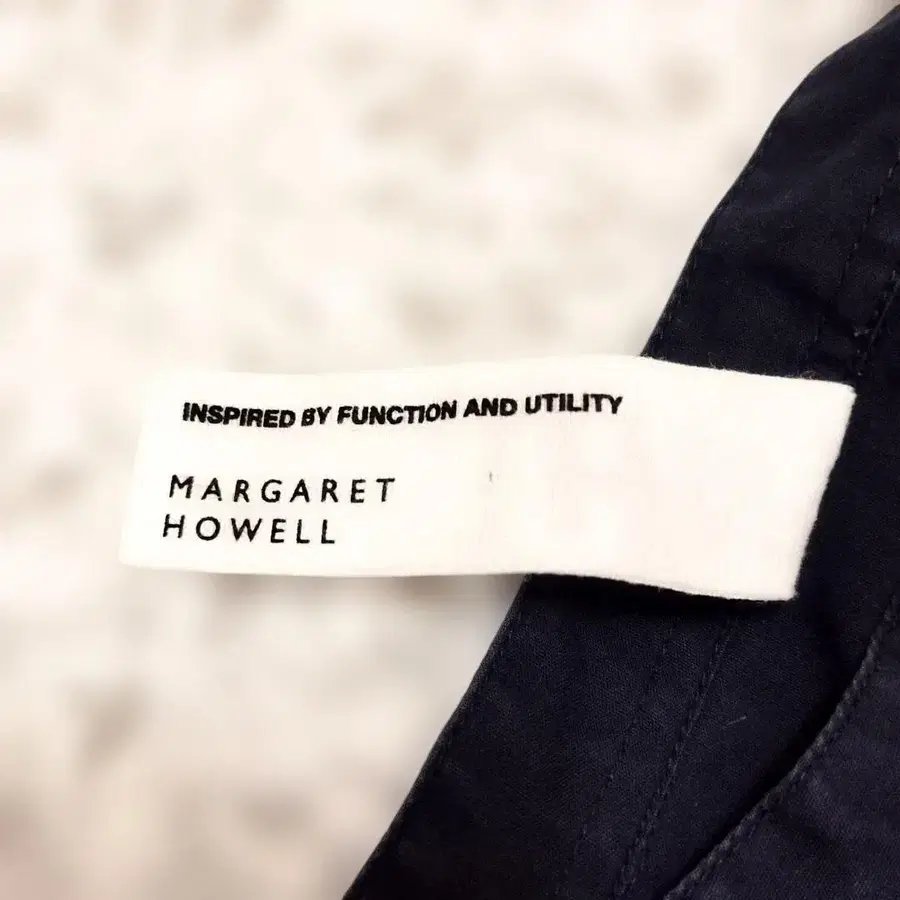 INSPIRED BY FUNCTION AND UTILITY
MARGARET
HOWELL